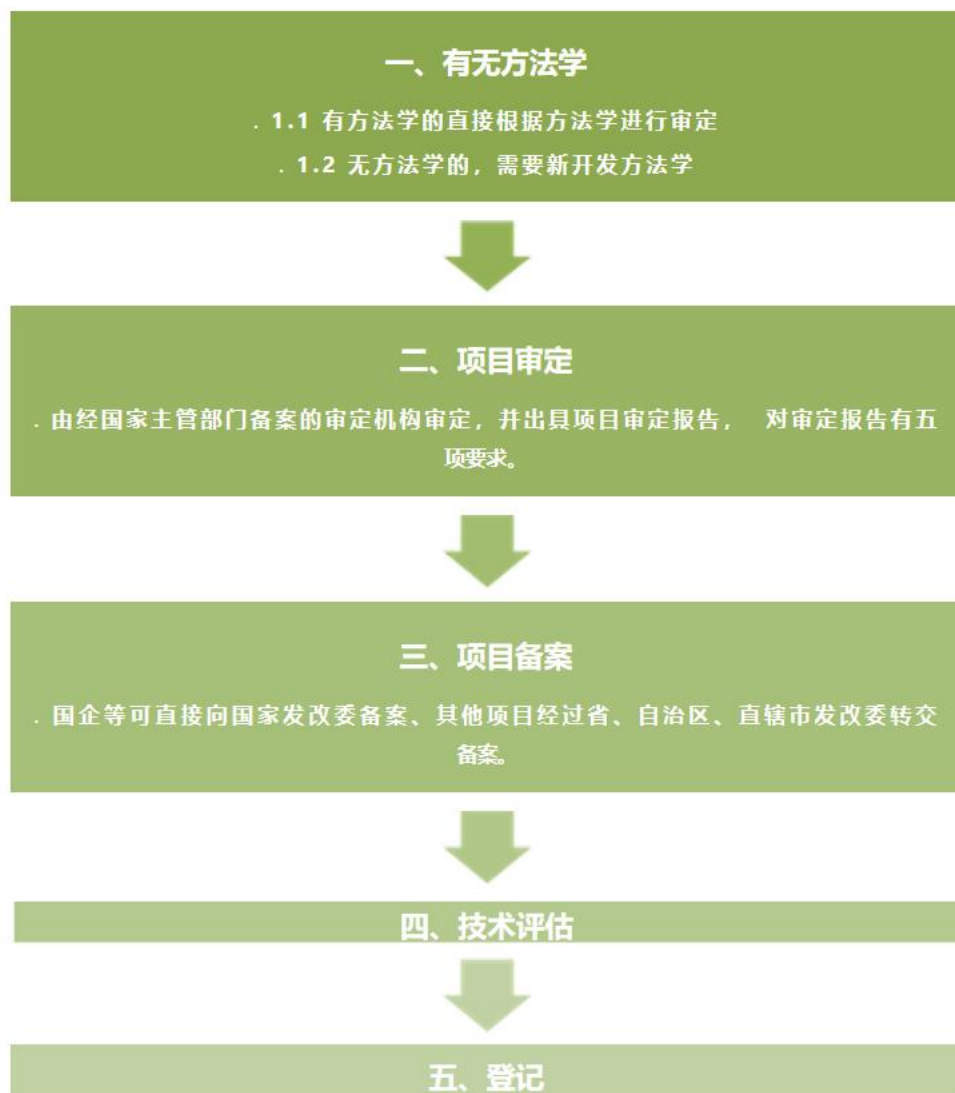 一、有无方法学
. 1.1 有方法学的直接根据方法学进行审定
. 1.2 无方法学的，需要新开发方法学
二、项目审定
. 由经国家主管部门备案的审定机构审定，并出具项目审定报告， 对审定报告有五
项要求。
三、项目备案
. 国企等可直接向国家发改委备案、其他项目经过省、自治区、直辖市发改委转交
备案。
四、技术评估
五、登记